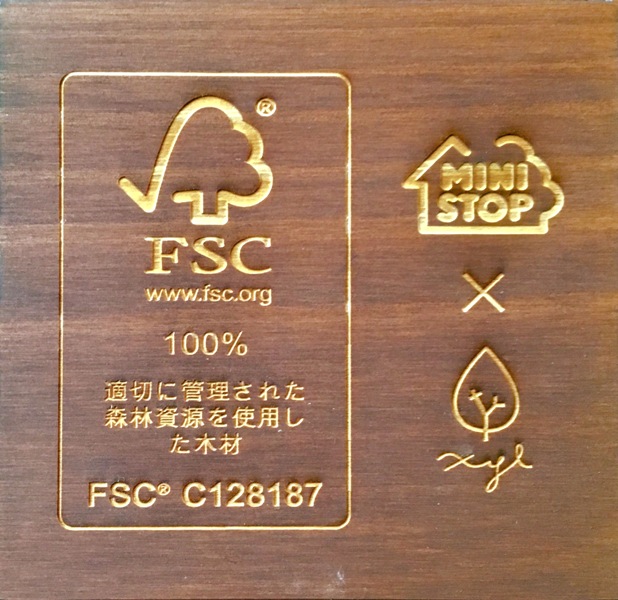 ®
FSC
www.fsc.org
100%
適切に管理された
森林資源を使用し
た木材
FSC® C128187
MINI
STOP
×
xyl